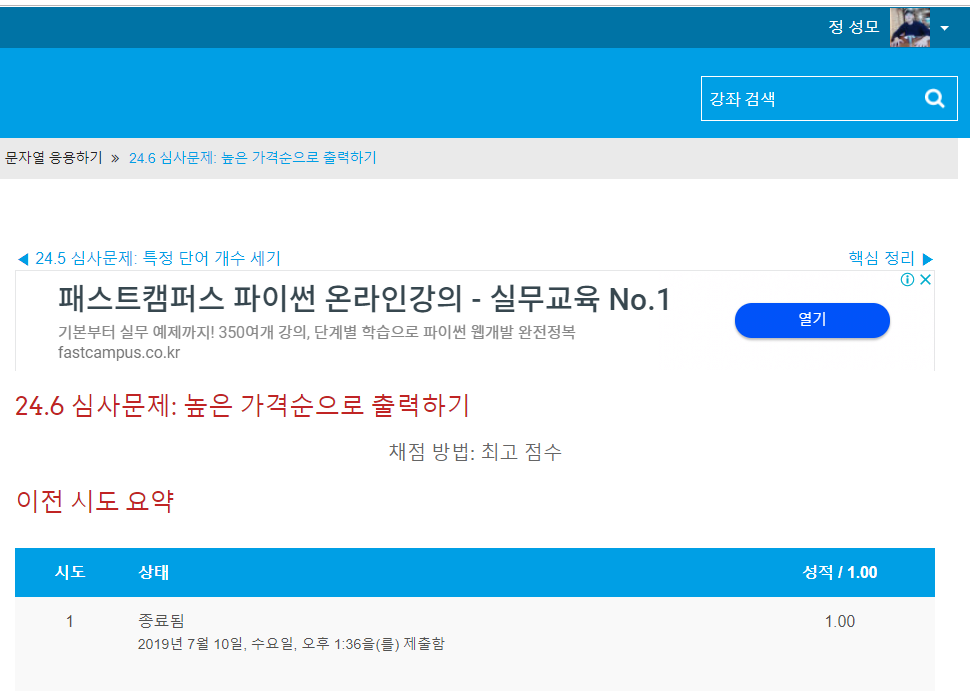 정 성모
강좌 검색
문자열 응용하기 » 24.6 심사문제: 높은 가격순으로 출력하기
◀ 24.5 심사문제: 특정 단어 개수 세기
핵심 정리 ▶
패스트캠퍼스 파이썬 온라인강의 - 실무교육 No.1
기본부터 실무 예제까지! 350여개 강의, 단계별 학습으로 파이썬 웹개발 완전정복
fastcampus.co.kr
열기
24.6 심사문제: 높은 가격순으로 출력하기
채점 방법: 최고 점수
이전 시도 요약
시도 상태 성적 / 1.00
1 종료됨 1.00
2019년 7월 10일, 수요일, 오후 1:36을(를) 제출함